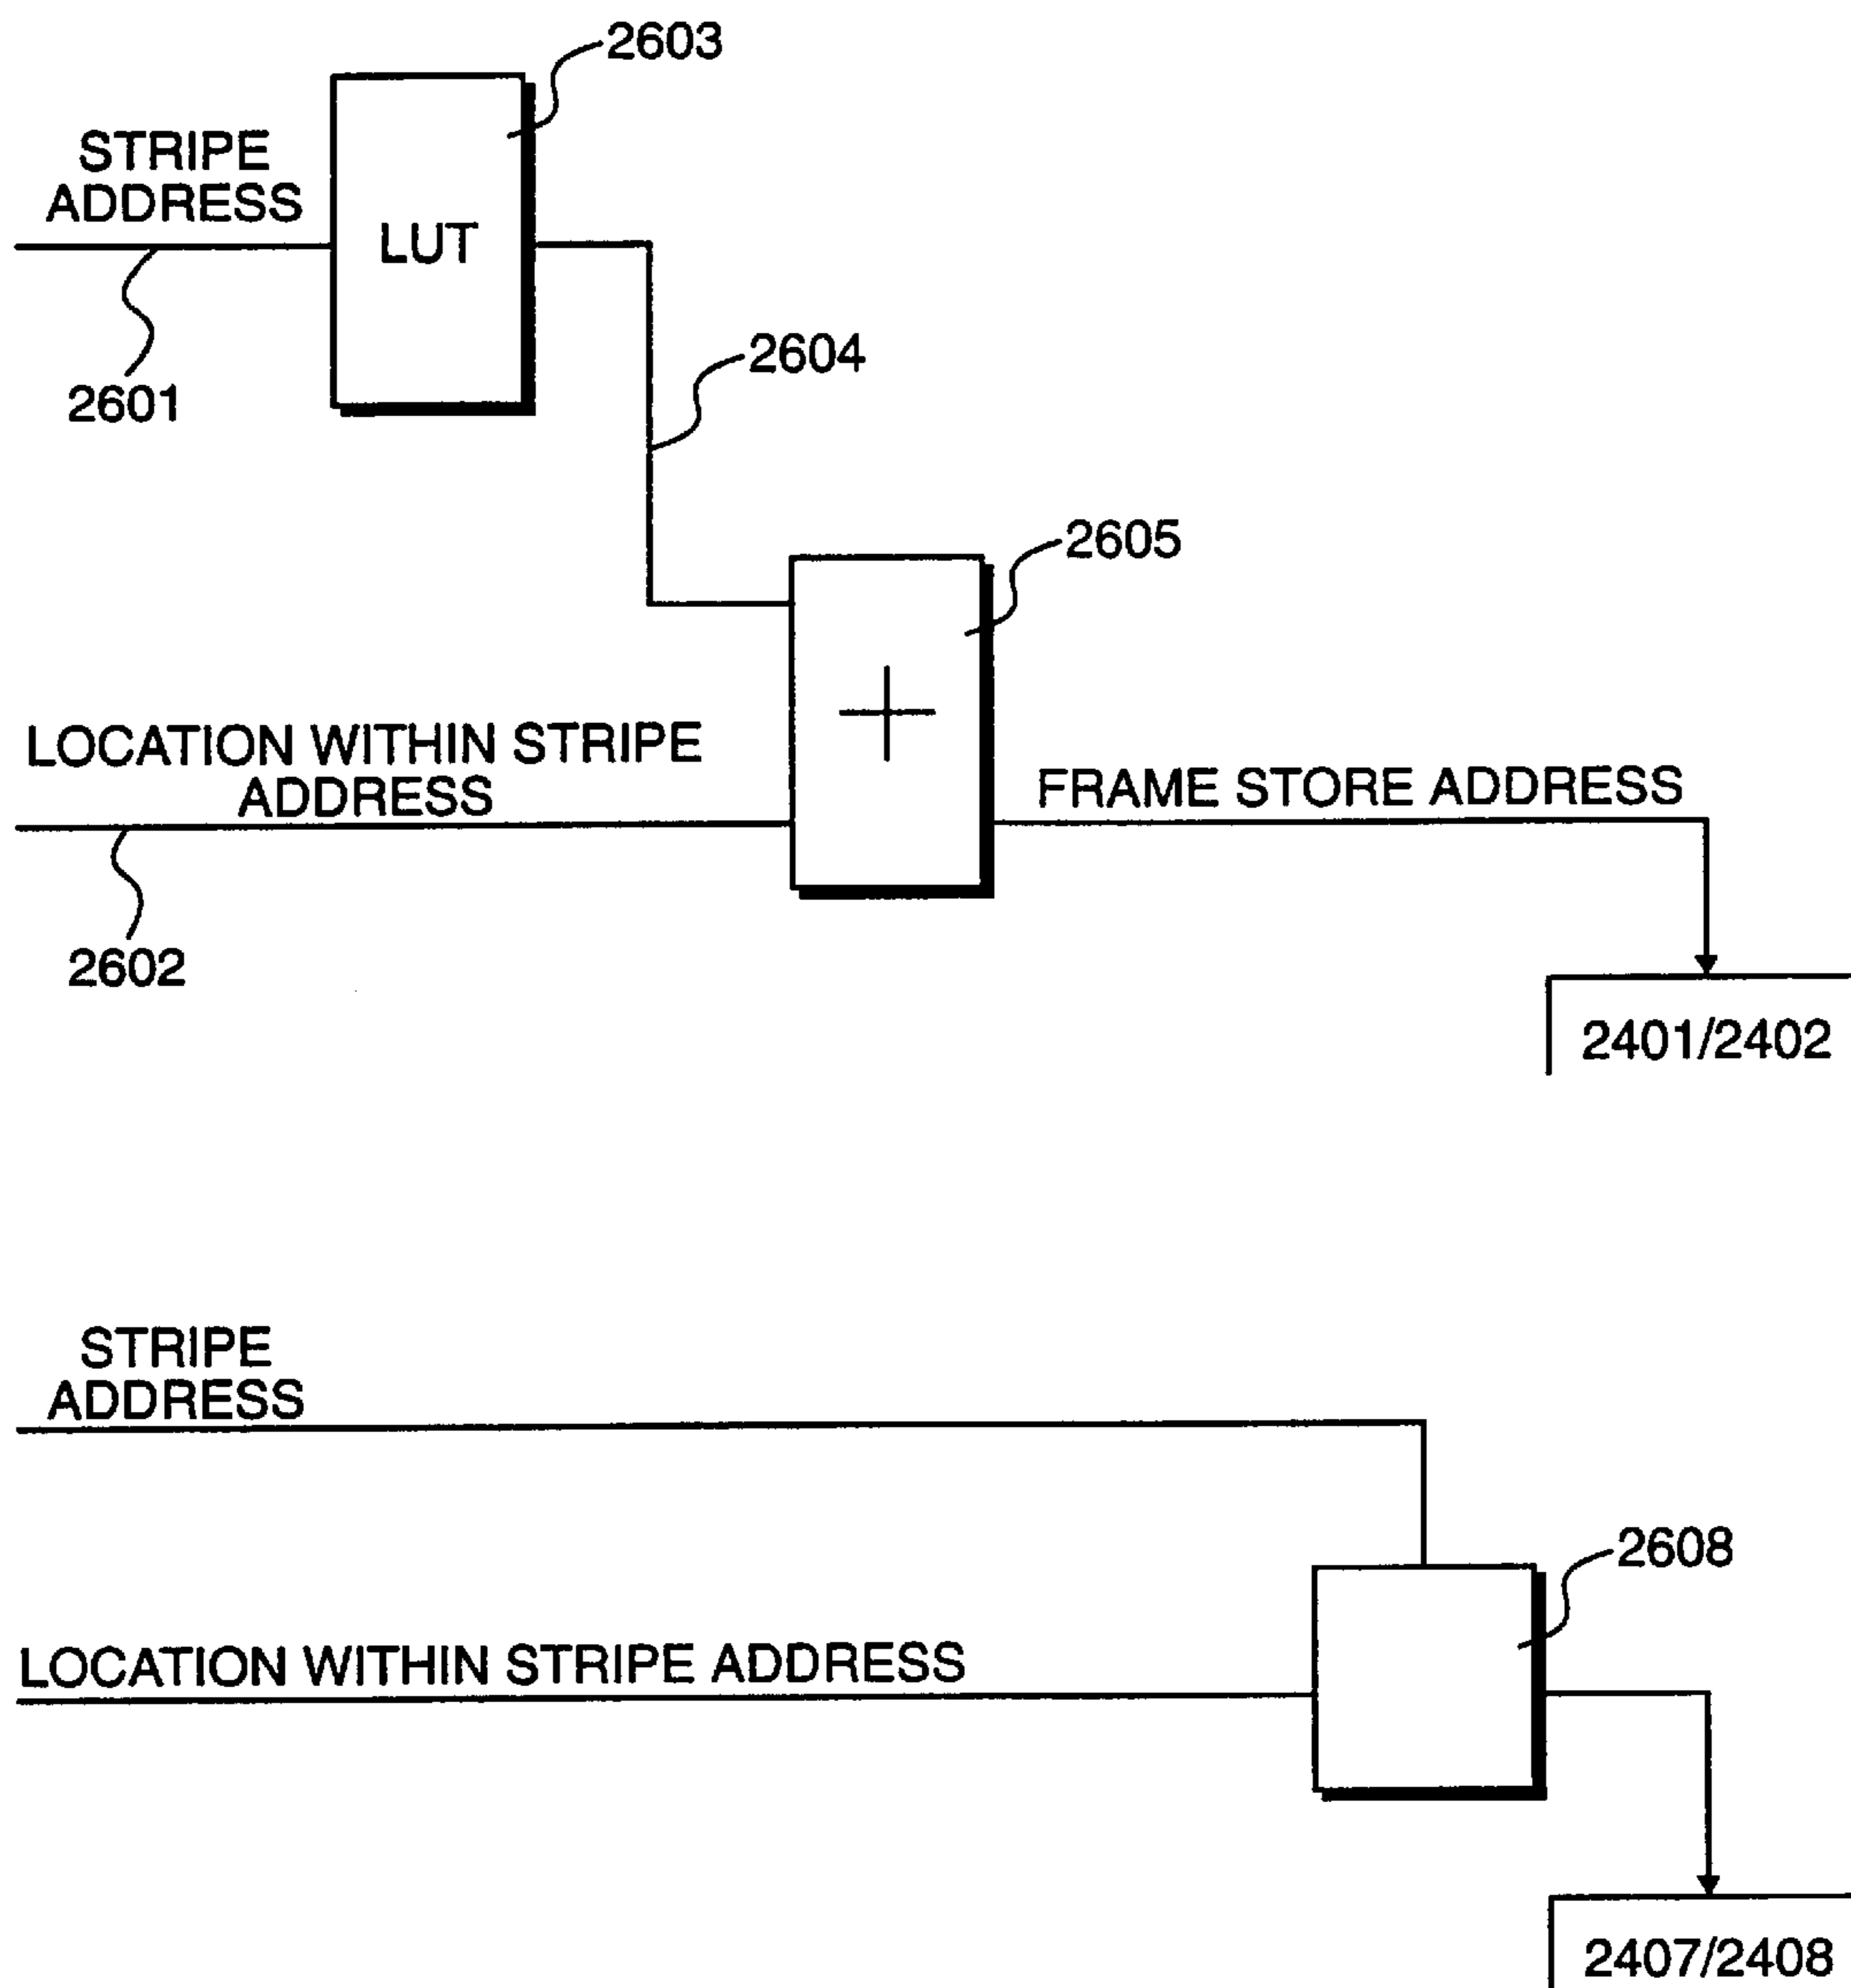 2603
STRIPE
ADDRESS
LUT
2601
2604
2605
LOCATION WITHIN STRIPE
ADDRESS
FRAME STORE ADDRESS
2602
2401/2402
STRIPE
ADDRESS
2608
LOCATION WITHIN STRIPE ADDRESS
2407/2408